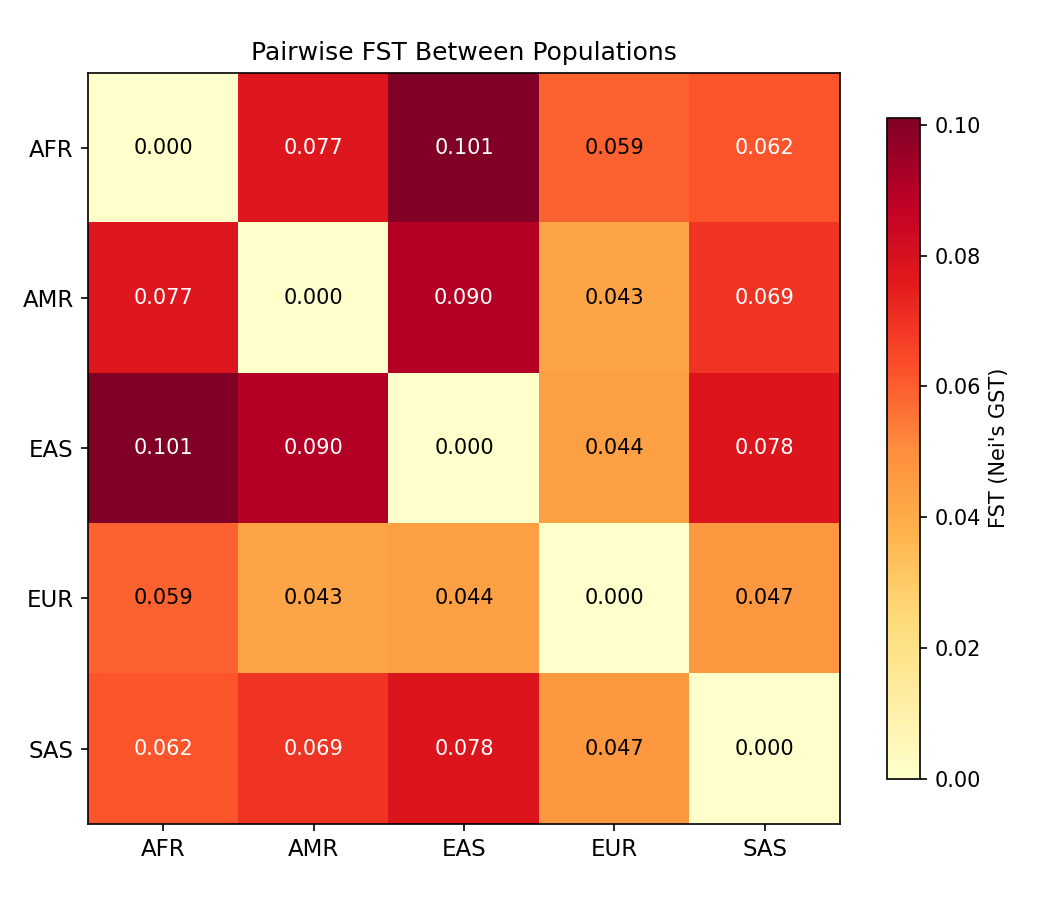 Pairwise FST Between Populations
AFR 0.000 0.077 0.101 0.059 0.062
AMR 0.077 0.000 0.090 0.043 0.069
EAS 0.101 0.090 0.000 0.044 0.078
EUR 0.059 0.043 0.044 0.000 0.047
SAS 0.062 0.069 0.078 0.047 0.000
AFR AMR EAS EUR SAS
0.10
0.08
0.06
0.04
0.02
0.00
FST (Nei's GST)